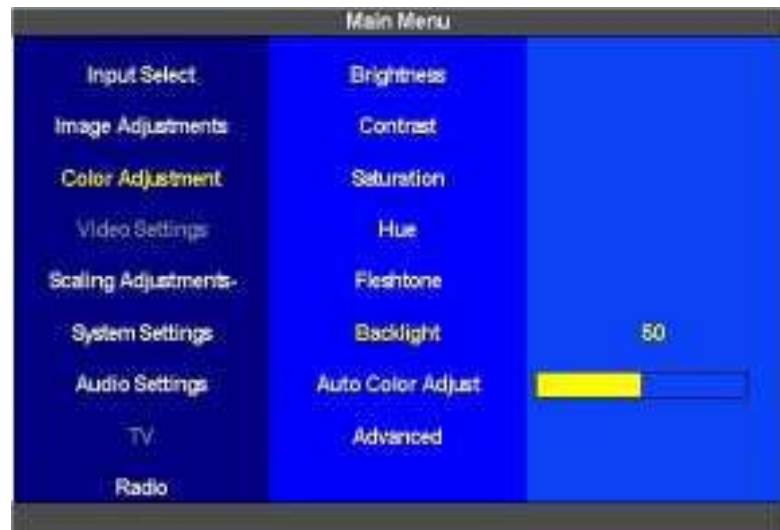 Main Menu
Input Select
Image Adjustments
Color Adjustment
Video Settings
Scaling Adjustments-
System Settings
Audio Settings
TV
Radio
Brightness
Contrast
Saturation
Hue
Fleshtone
Backlight
Auto Color Adjust
Advanced
50